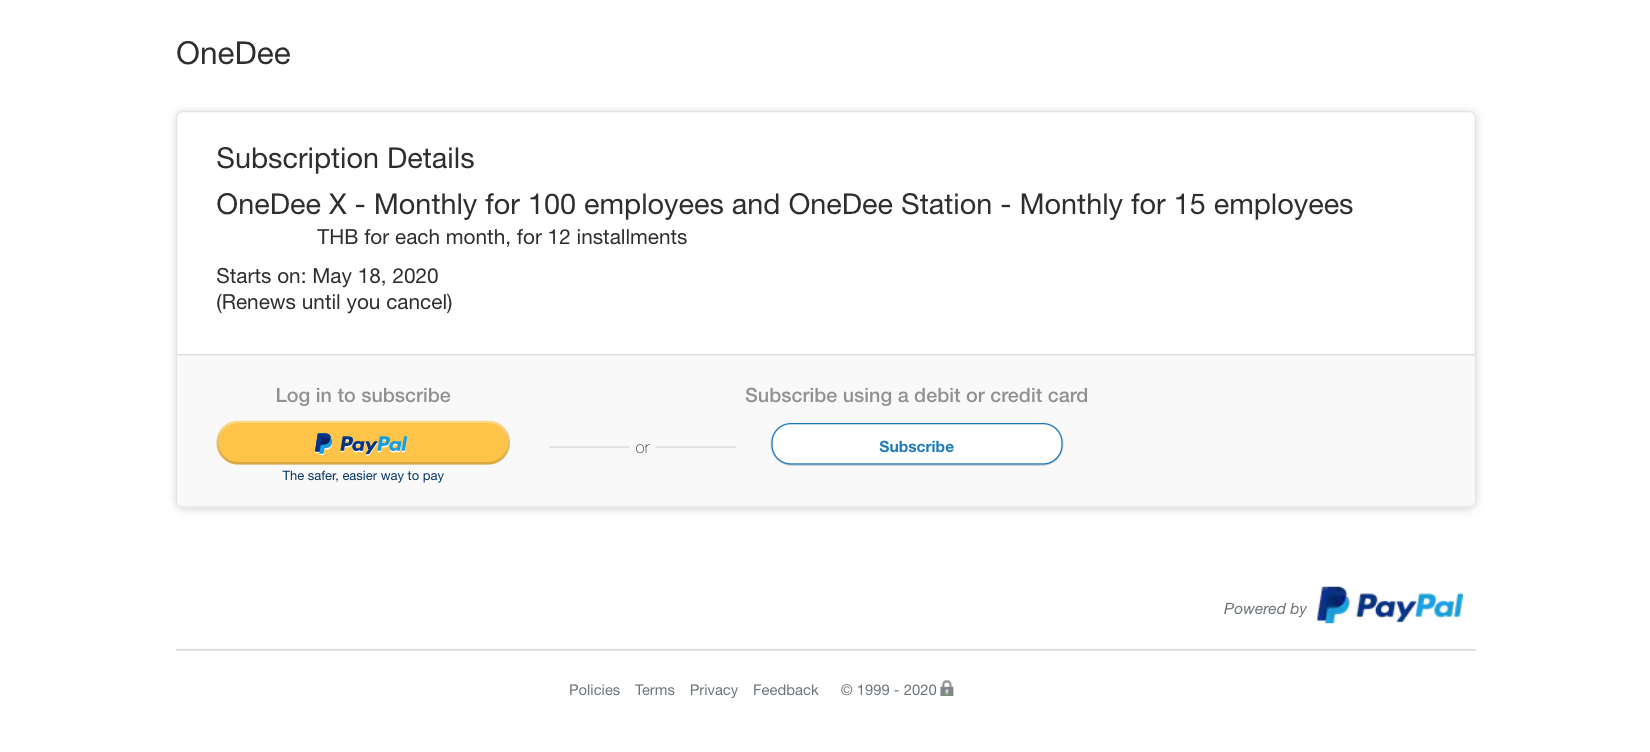 OneDee
Subscription Details
OneDee X - Monthly for 100 employees and OneDee Station - Monthly for 15 employees
THB for each month, for 12 installments
Starts on: May 18, 2020
(Renews until you cancel)
Log in to subscribe
Subscribe using a debit or credit card
PayPal
or
Subscribe
The safer, easier way to pay
Powered by PayPal
Policies Terms Privacy Feedback © 1999 - 2020